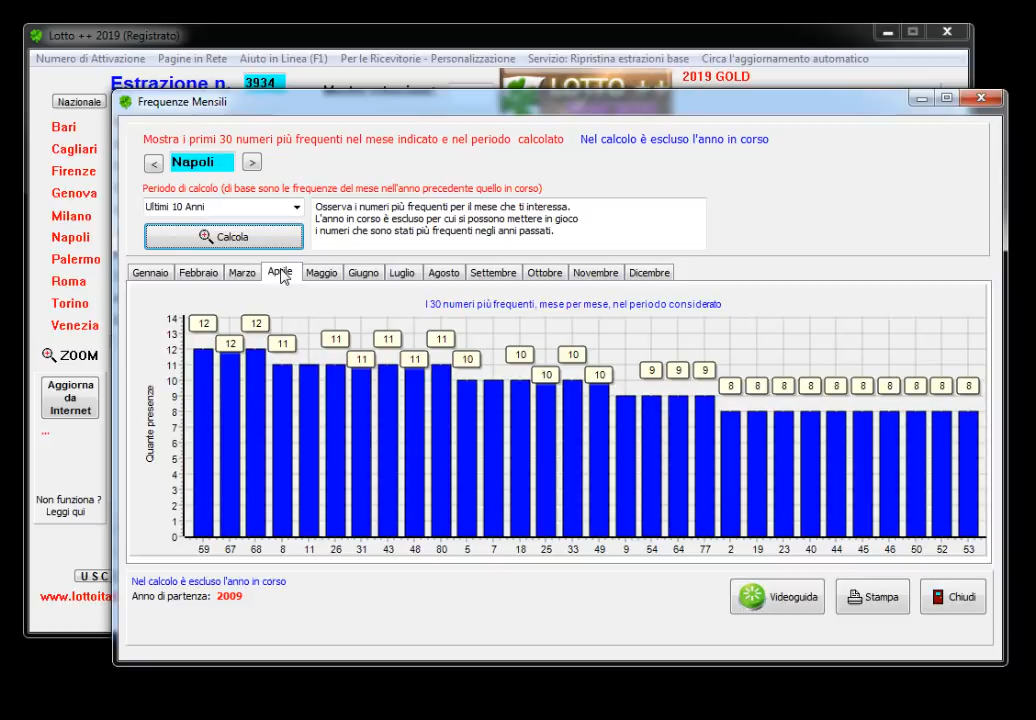 Lotto ++ 2019 (Registrato)
Numero di Attivazione Pagine in Rete Aiuto in Linea (F1) Per le Ricevitorie - Personalizzazione Servizio: Ripristina estrazioni base Circa l'aggiornamento automatico
Estrazione n. 3934
2019 GOLD
Nazionale
Bari
Cagliari
Firenze
Genova
Milano
Napoli
Palermo
Roma
Torino
Venezia
ZOOM
Aggiorna
da
Internet
...
Non funziona ?
Leggi qui
U S C
www.lottoita
Frequenze Mensili
Mostra i primi 30 numeri più frequenti nel mese indicato e nel periodo calcolato Nel calcolo è escluso l'anno in corso
< Napoli >
Periodo di calcolo (di base sono le frequenze del mese nell'anno precedente quello in corso)
Ultimi 10 Anni
Calcola
Osserva i numeri più frequenti per il mese che ti interessa.
L'anno in corso è escluso per cui si possono mettere in gioco
i numeri che sono stati più frequenti negli anni passati.
Gennaio Febbraio Marzo Aprile Maggio Giugno Luglio Agosto Settembre Ottobre Novembre Dicembre
I 30 numeri più frequenti, mese per mese, nel periodo considerato
Quante presenze
14
13
12
11
10
9
8
7
6
5
4
3
2
1
0
12 12 12 11 11 11 11 11 11 10 10 10 10 10 9 9 9 8 8 8 8 8 8 8 8 8 8
59 67 68 8 11 26 31 43 48 80 5 7 18 25 33 49 9 54 64 77 2 19 23 40 44 45 46 50 52 53
Nel calcolo è escluso l'anno in corso
Anno di partenza: 2009
Videoguida Stampa Chiudi